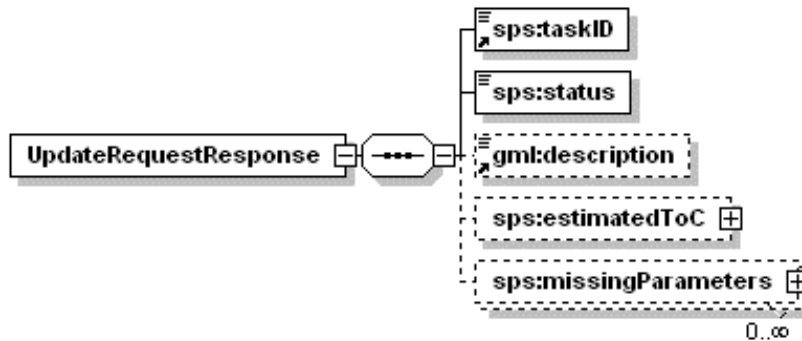 sps:taskID
sps:status
UpdateRequestResponse
gml:description
sps:estimatedToC
sps:missingParameters
0..∞